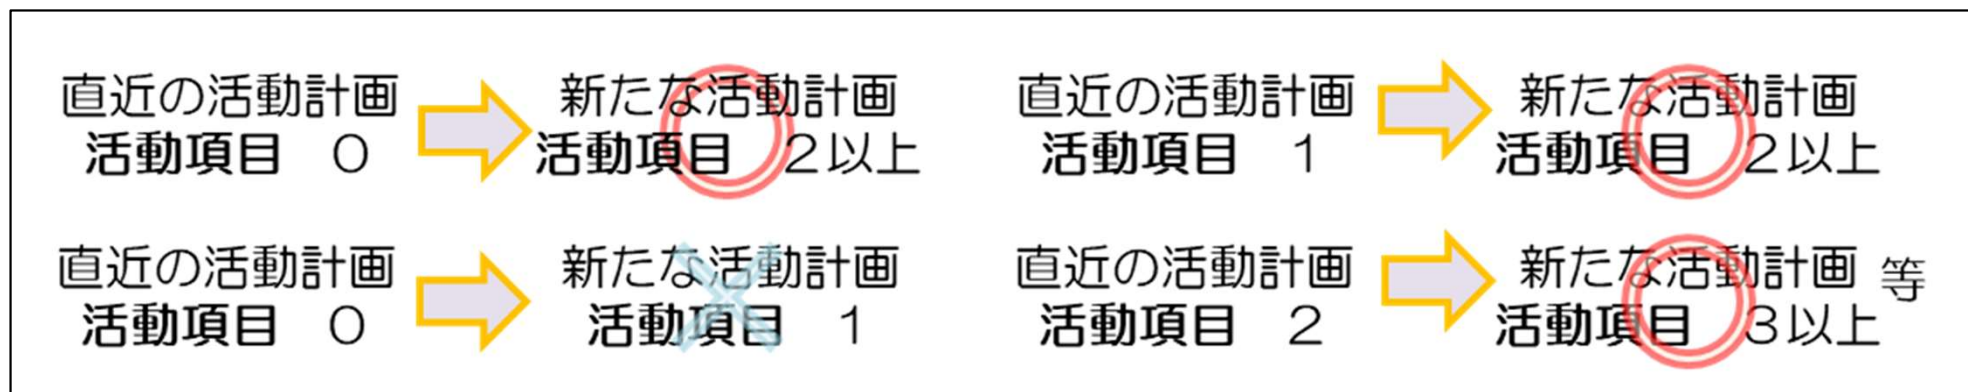 直近の活動計画
活動項目　０
新たな活動計画
活動項目　２以上
直近の活動計画
活動項目　１
新たな活動計画
活動項目　２以上
直近の活動計画
活動項目　０
新たな活動計画
活動項目　１
直近の活動計画
活動項目　２
新たな活動計画
活動項目　３以上
等